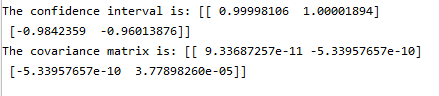 The confidence interval is: [[ 0.99998106  1.00001894]
 [-0.9842359  -0.96013876]]
The covariance matrix is: [[ 9.33687257e-11 -5.33957657e-10]
 [-5.33957657e-10  3.77898260e-05]]